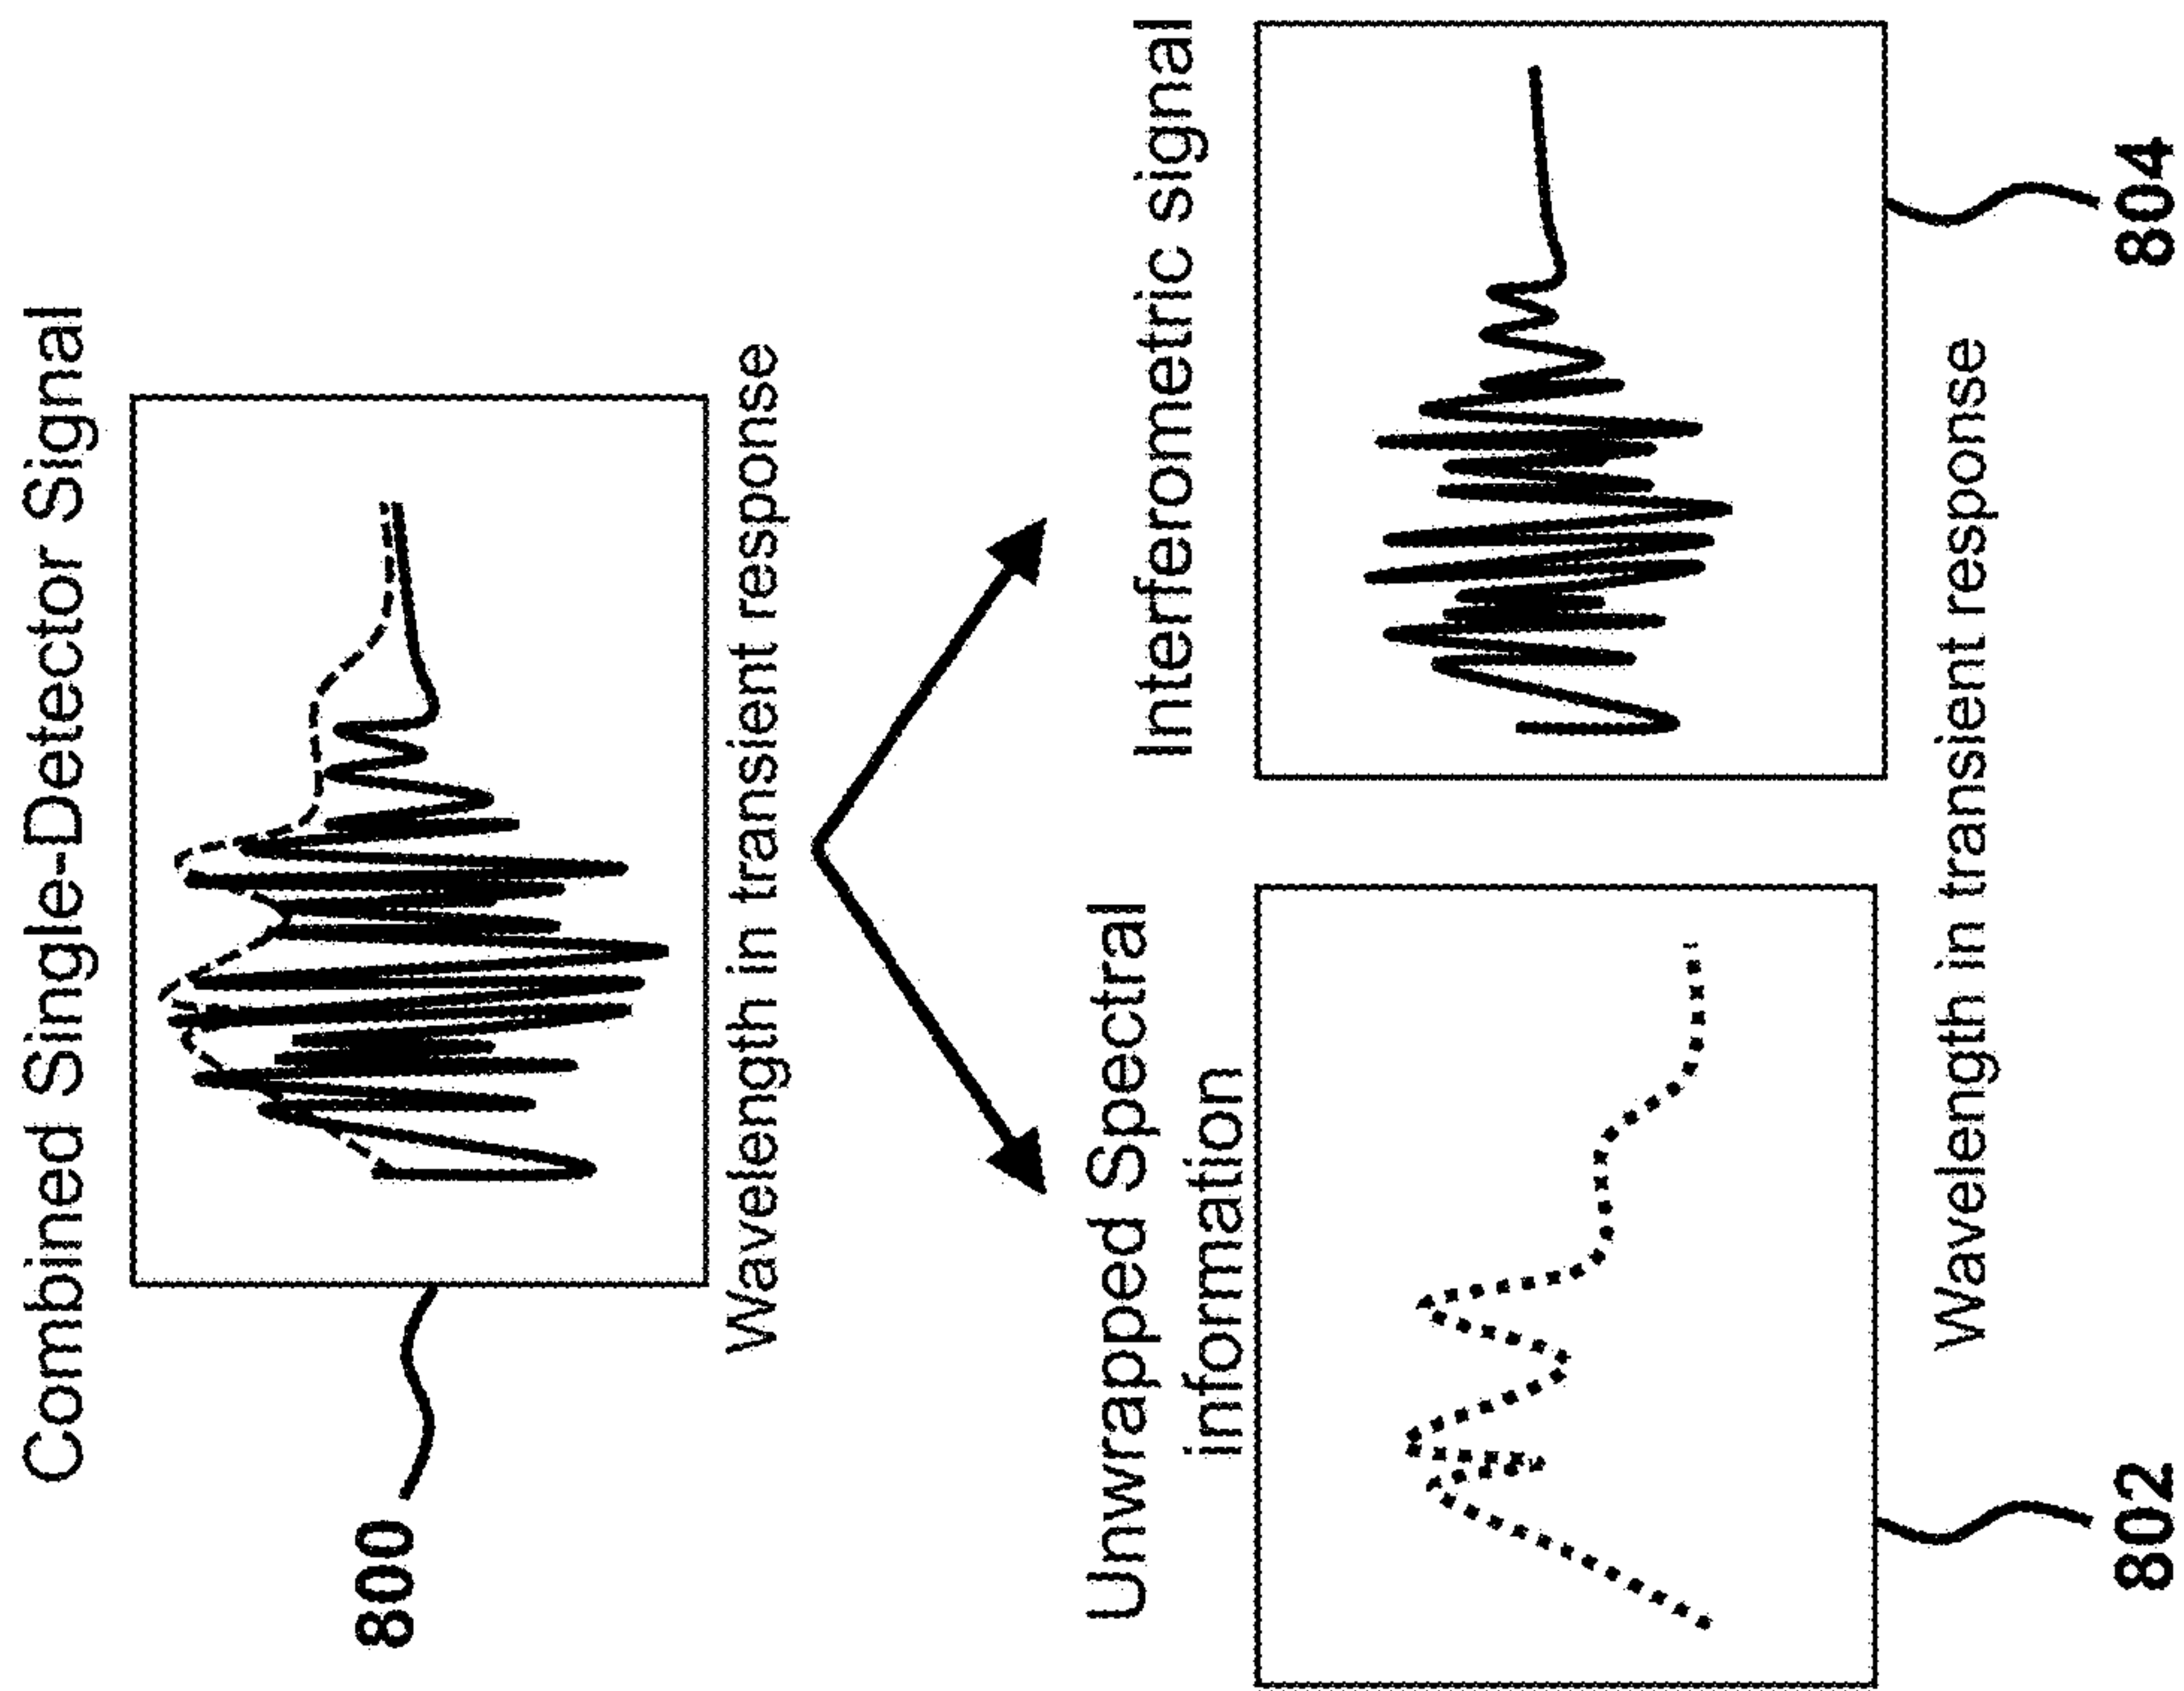 Combined Single-Detector Signal
800
Wavelength in transient response
Unwrapped Spectral
information
Interferometric signal
Wavelength in transient response
802
804